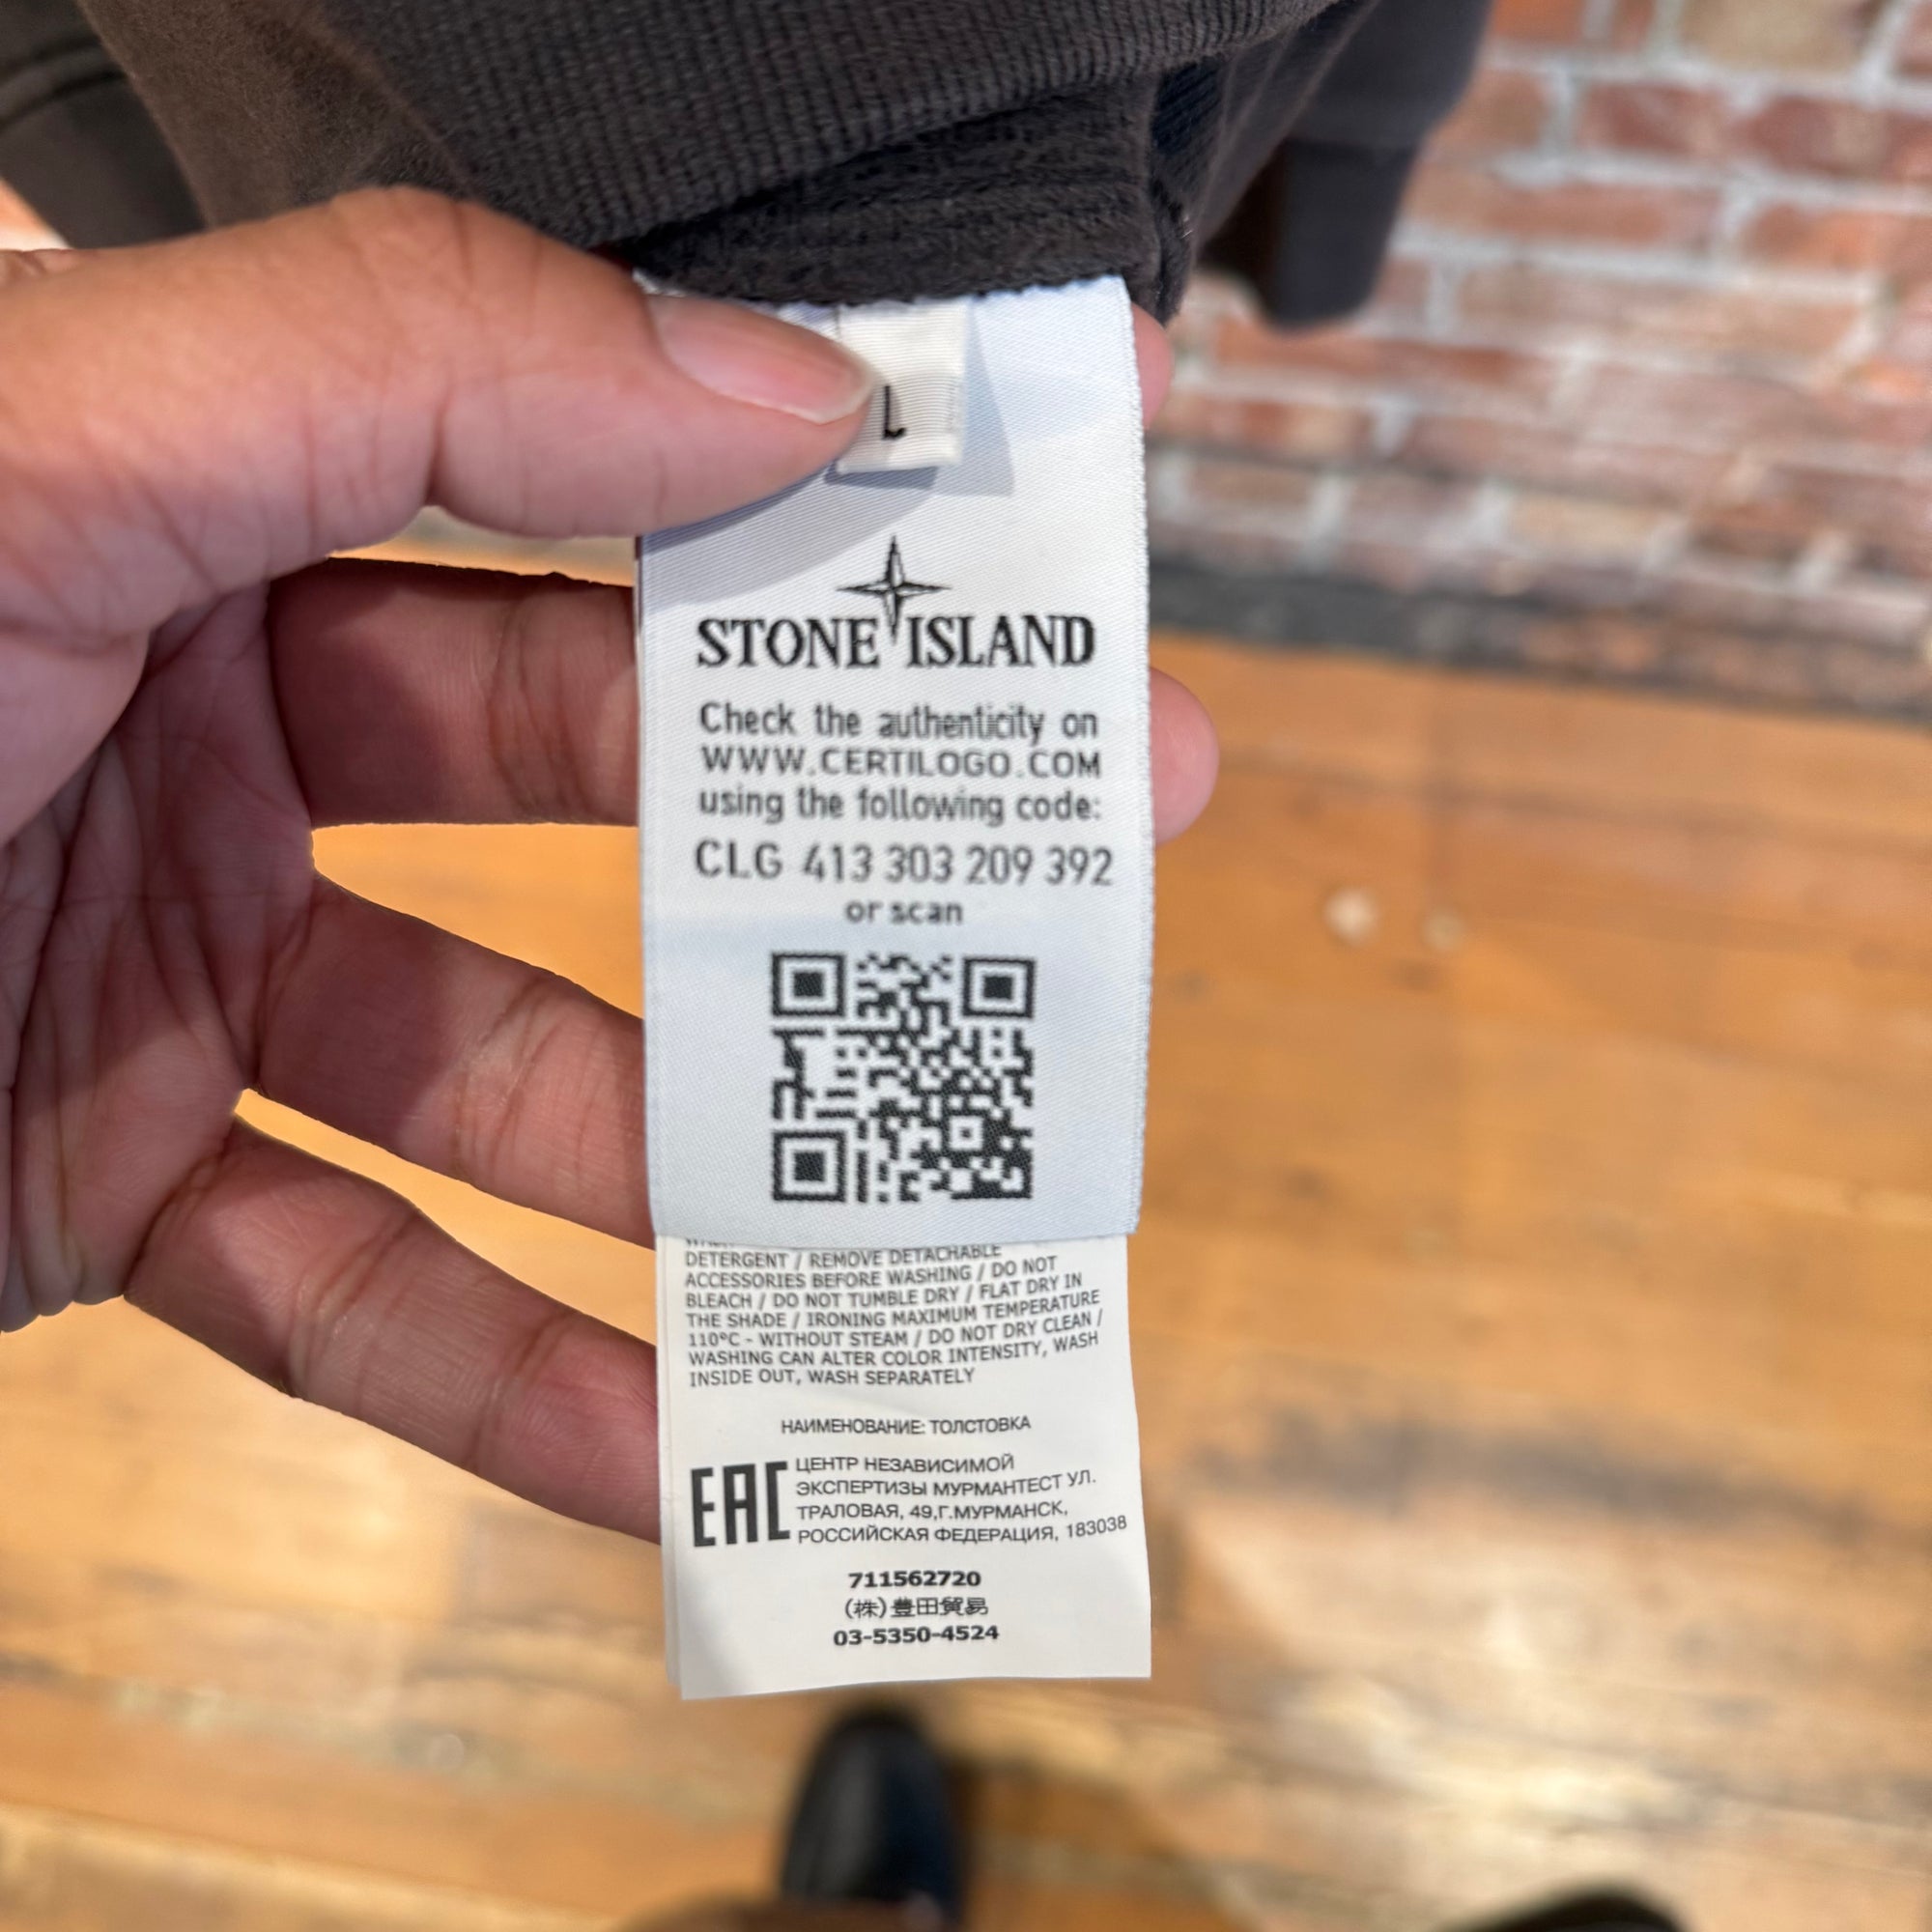 L
STONE ISLAND
Check the authenticity on
WWW.CERTILOGO.COM
using the following code:
CLG 413 303 209 392
or scan
DETERGENT / REMOVE DETACHABLE
ACCESSORIES BEFORE WASHING / DO NOT
BLEACH / DO NOT TUMBLE DRY / FLAT DRY IN
THE SHADE / IRONING MAXIMUM TEMPERATURE
110°C - WITHOUT STEAM / DO NOT DRY CLEAN /
WASHING CAN ALTER COLOR INTENSITY, WASH
INSIDE OUT, WASH SEPARATELY
НАИМЕНОВАНИЕ: ТОЛСТОВКА
EAC
ЦЕНТР НЕЗАВИСИМОЙ
ЭКСПЕРТИЗЫ МУРМАНТЕСТ УЛ.
ТРАЛОВАЯ, 49,Г.МУРМАНСК,
РОССИЙСКАЯ ФЕДЕРАЦИЯ, 183038
711562720
(株)豊田貿易
03-5350-4524